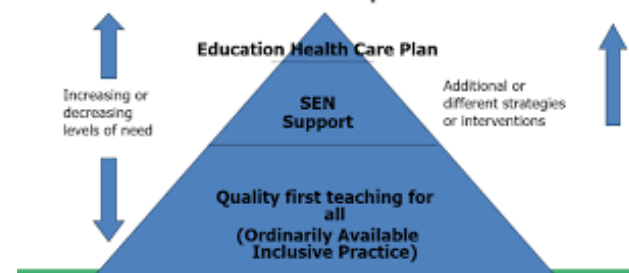 Education Health Care Plan
Increasing or
decreasing
levels of need
Additional or
different strategies
or interventions
SEN
Support
Quality first teaching for
all
(Ordinarily Available
Inclusive Practice)